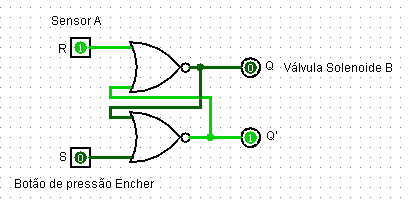 Sensor A
R 1 0 Q Válvula Solenoide B
S 0 1 Q'
Botão de pressão Encher